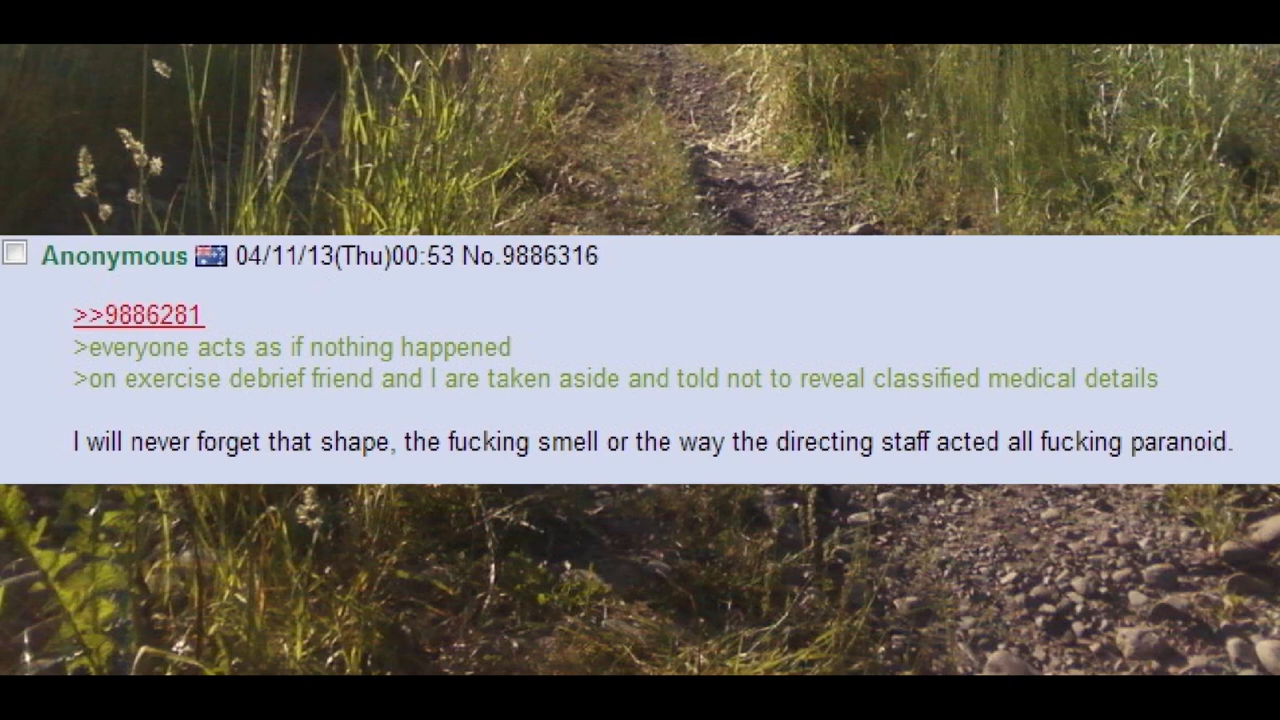 Anonymous 04/11/13(Thu)00:53 No.9886316
>>9886281
>everyone acts as if nothing happened
>on exercise debrief friend and I are taken aside and told not to reveal classified medical details
I will never forget that shape, the fucking smell or the way the directing staff acted all fucking paranoid.